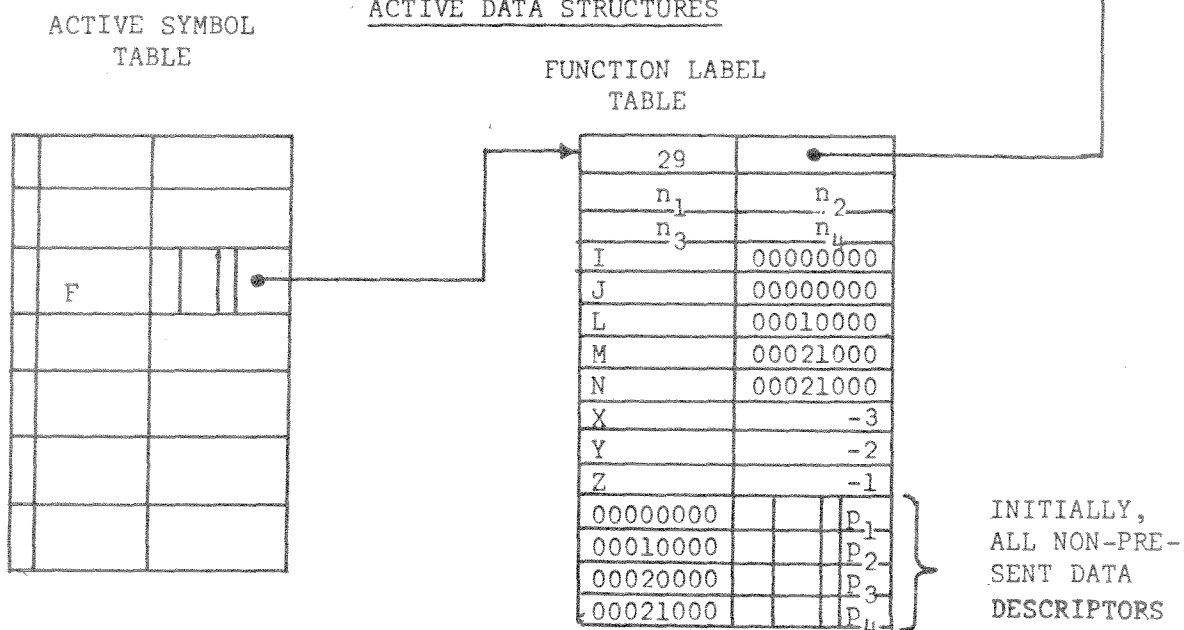 ACTIVE DATA STRUCTURES
ACTIVE SYMBOL
TABLE
FUNCTION LABEL
TABLE
F
29
n1 n2
n3 n4
I 00000000
J 00000000
L 00010000
M 00021000
N 00021000
X -3
Y -2
Z -1
00000000 p1
00010000 p2
00020000 p3
00021000 p4
INITIALLY,
ALL NON-PRE-
SENT DATA
DESCRIPTORS